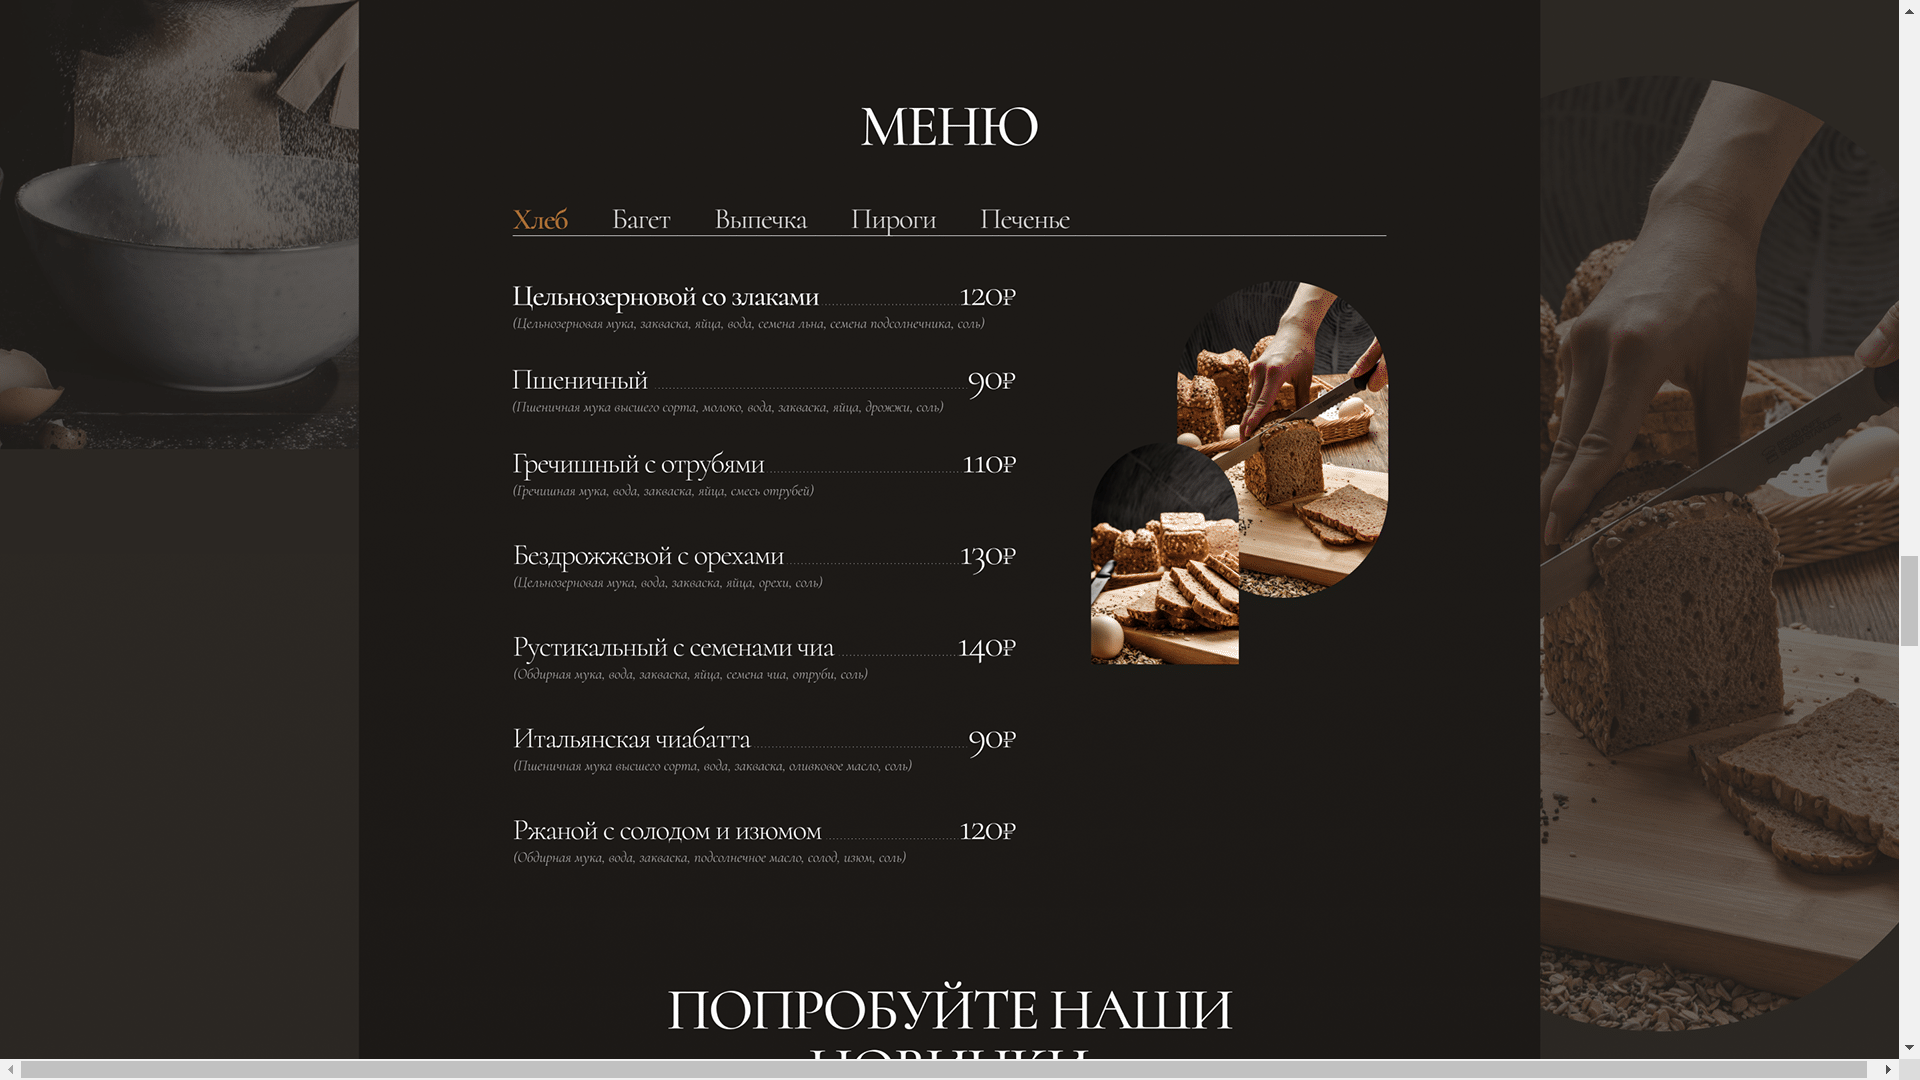 МЕНЮ
Хлеб Багет Выпечка Пироги Печенье
Цельнозерновой со злаками 120₽
(Цельнозерновая мука, закваска, яйца, вода, семена льна, семена подсолнечника, соль)
Пшеничный 90₽
(Пшеничная мука высшего сорта, молоко, вода, закваска, яйца, дрожжи, соль)
Гречишный с отрубями 110₽
(Гречишная мука, вода, закваска, яйца, смесь отрубей)
Бездрожжевой с орехами 130₽
(Цельнозерновая мука, вода, закваска, яйца, орехи, соль)
Рустикальный с семенами чиа 140₽
(Обдирная мука, вода, закваска, яйца, семена чиа, отруби, соль)
Итальянская чиабатта 90₽
(Пшеничная мука высшего сорта, вода, закваска, оливковое масло, соль)
Ржаной с солодом и изюмом 120₽
(Обдирная мука, вода, закваска, подсолнечное масло, солод, изюм, соль)
ПОПРОБУЙТЕ НАШИ
НОВИНКИ